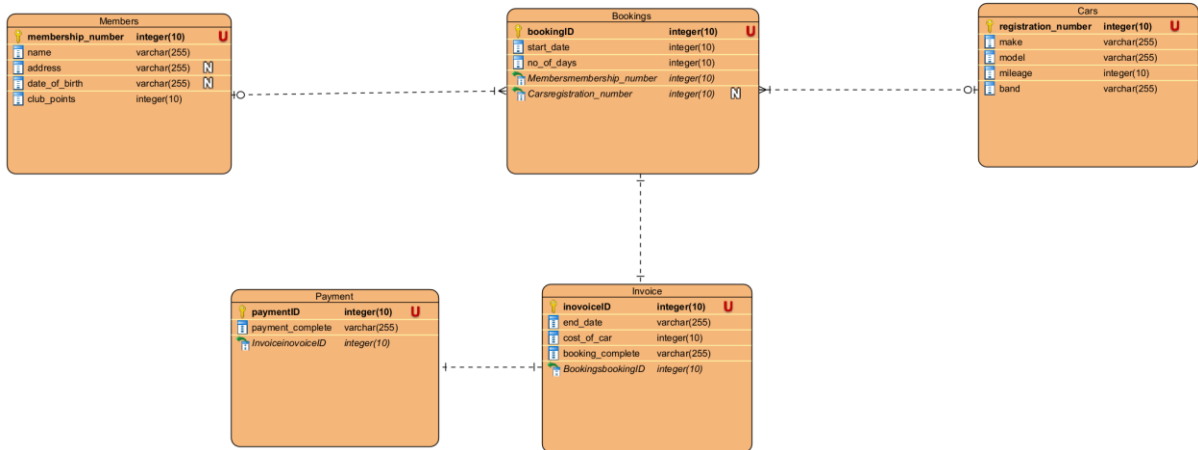 Members
membership_number integer(10) U
name varchar(255)
address varchar(255) N
date_of_birth varchar(255) N
club_points integer(10)
Bookings
bookingID integer(10) U
start_date integer(10)
no_of_days integer(10)
Membersmembership_number integer(10)
Carsregistration_number integer(10) N
Cars
registration_number integer(10) U
make varchar(255)
model varchar(255)
mileage integer(10)
band varchar(255)
Payment
paymentID integer(10) U
payment_complete varchar(255)
InvoiceinovoiceID integer(10)
Invoice
inovoiceID integer(10) U
end_date varchar(255)
cost_of_car integer(10)
booking_complete varchar(255)
BookingsbookingID integer(10)